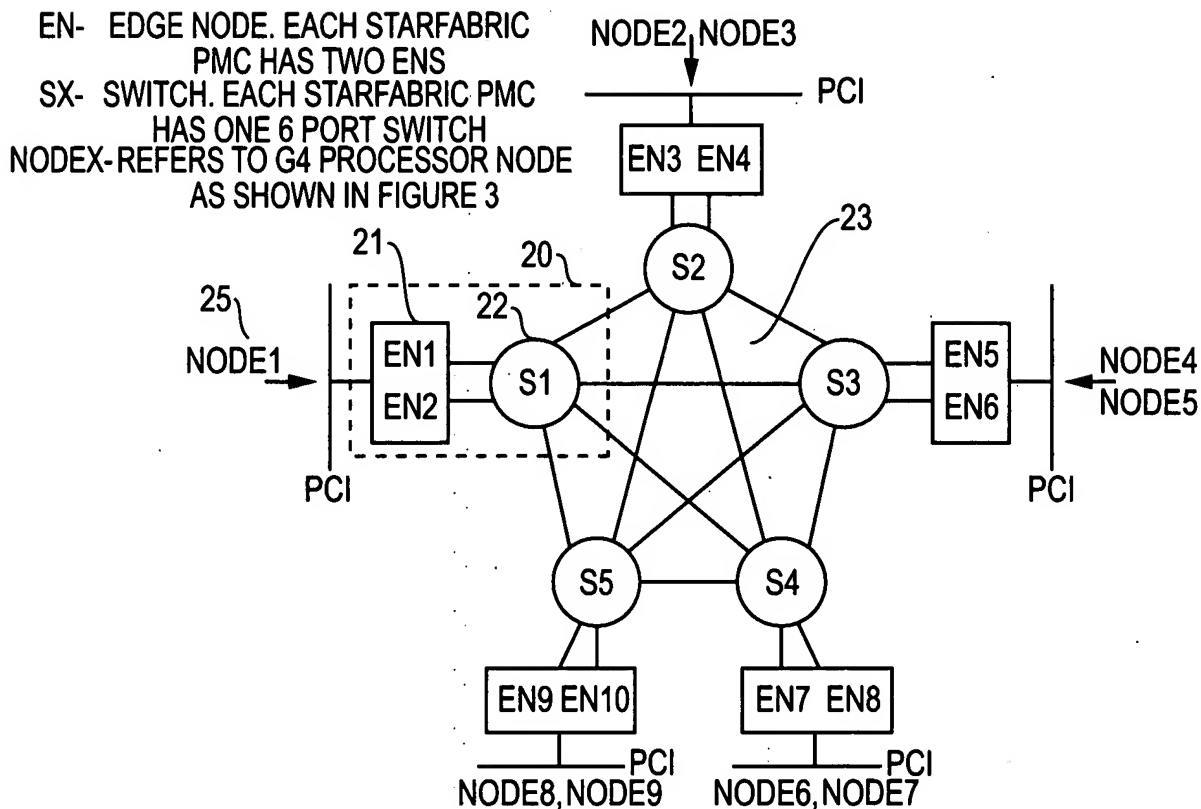 EN- EDGE NODE. EACH STARFABRIC
PMC HAS TWO ENS
SX- SWITCH. EACH STARFABRIC PMC
HAS ONE 6 PORT SWITCH
NODEX- REFERS TO G4 PROCESSOR NODE
AS SHOWN IN FIGURE 3
NODE2, NODE3
PCI
EN3 EN4
S2
23
21
20
22
25
NODE1
EN1
EN2
S1
PCI
S3
EN5
EN6
NODE4
NODE5
PCI
S5
S4
EN9 EN10
EN7 EN8
PCI
PCI
NODE8, NODE9
NODE6, NODE7